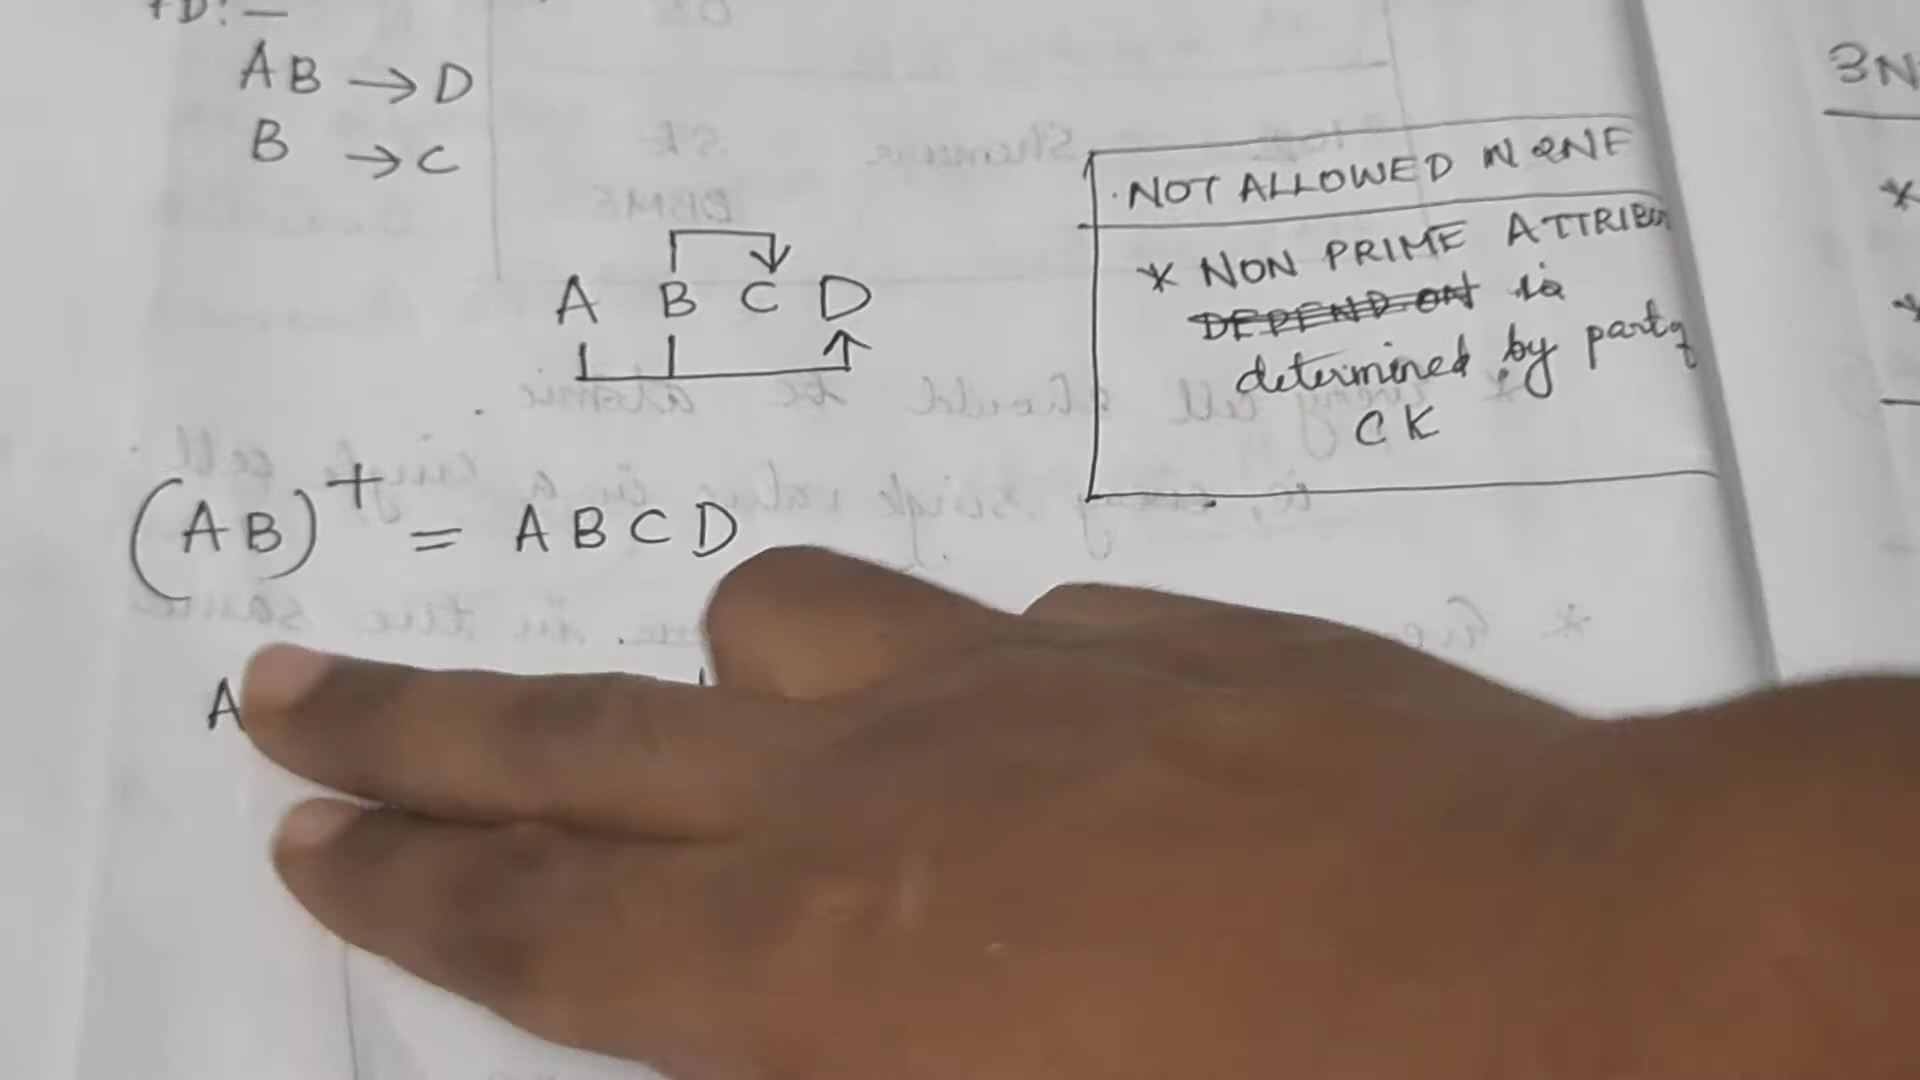 FD:-
AB → D
B → C
A B C D
(AB)+ = ABCD
A
NOT ALLOWED IN 2NF
* NON PRIME ATTRIBU
DEPEND ON is
determined by part of
CK
3N
*